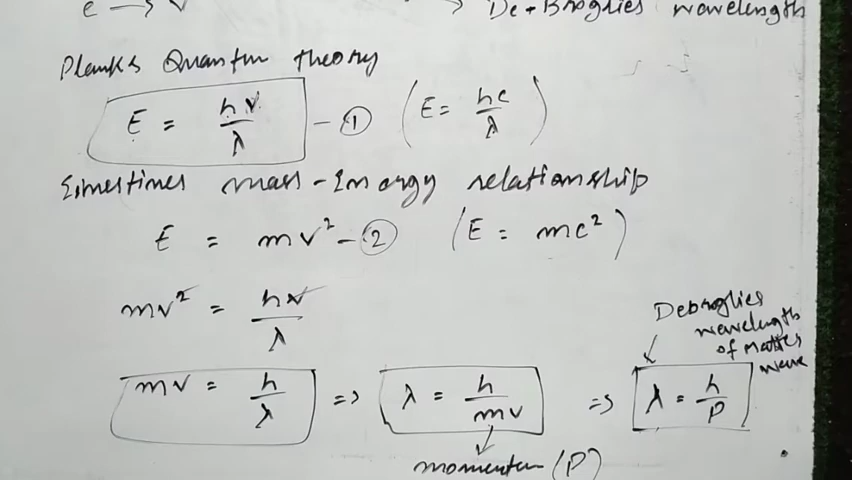 c → v → De-Broglies wavelength
Planks Quantum theory
E = hv/λ - ① (E = hc/λ)
Einestines mass-Energy relationship
E = mv² - ② (E = mc²)
mv² = hv/λ
Debroglies wavelength of matter wave
mv = h/λ ⇒ λ = h/mv ⇒ λ = h/p
momentum (P)